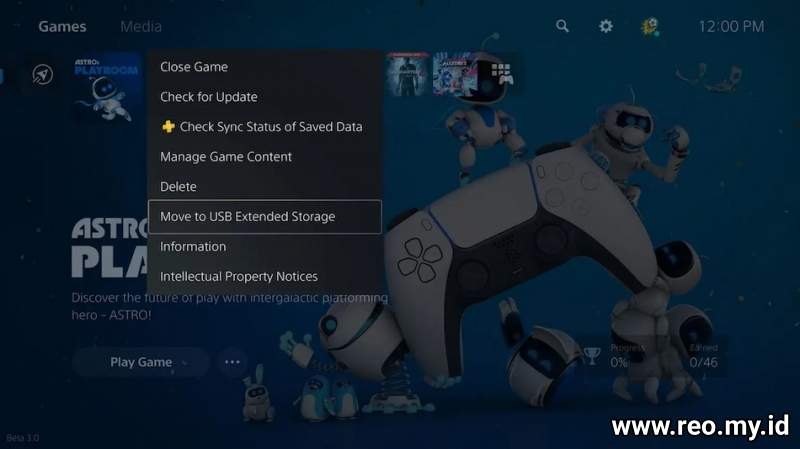 Games
Media
12:00 PM
ASTRO's
PLAYROOM
Close Game
Check for Update
Check Sync Status of Saved Data
Manage Game Content
Delete
Move to USB Extended Storage
Information
Intellectual Property Notices
ASTRO
PLA
Discover the future of play with intergalactic platforming
hero - ASTRO!
Play Game
Progress
0%
Earned
0/46
Beta 3.0
www.reo.my.id